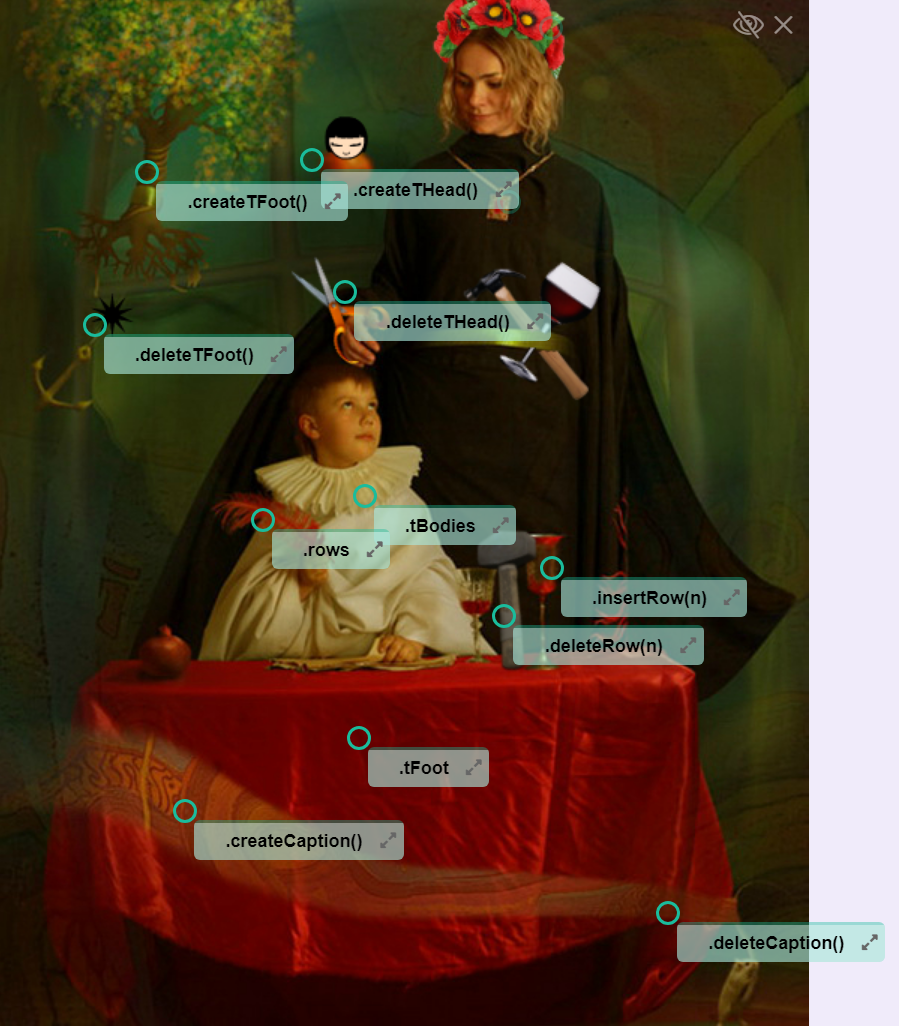 .createTHead()
.createTFoot()
.deleteTHead()
.deleteTFoot()
.tBodies
.rows
.insertRow(n)
.deleteRow(n)
.tFoot
.createCaption()
.deleteCaption()